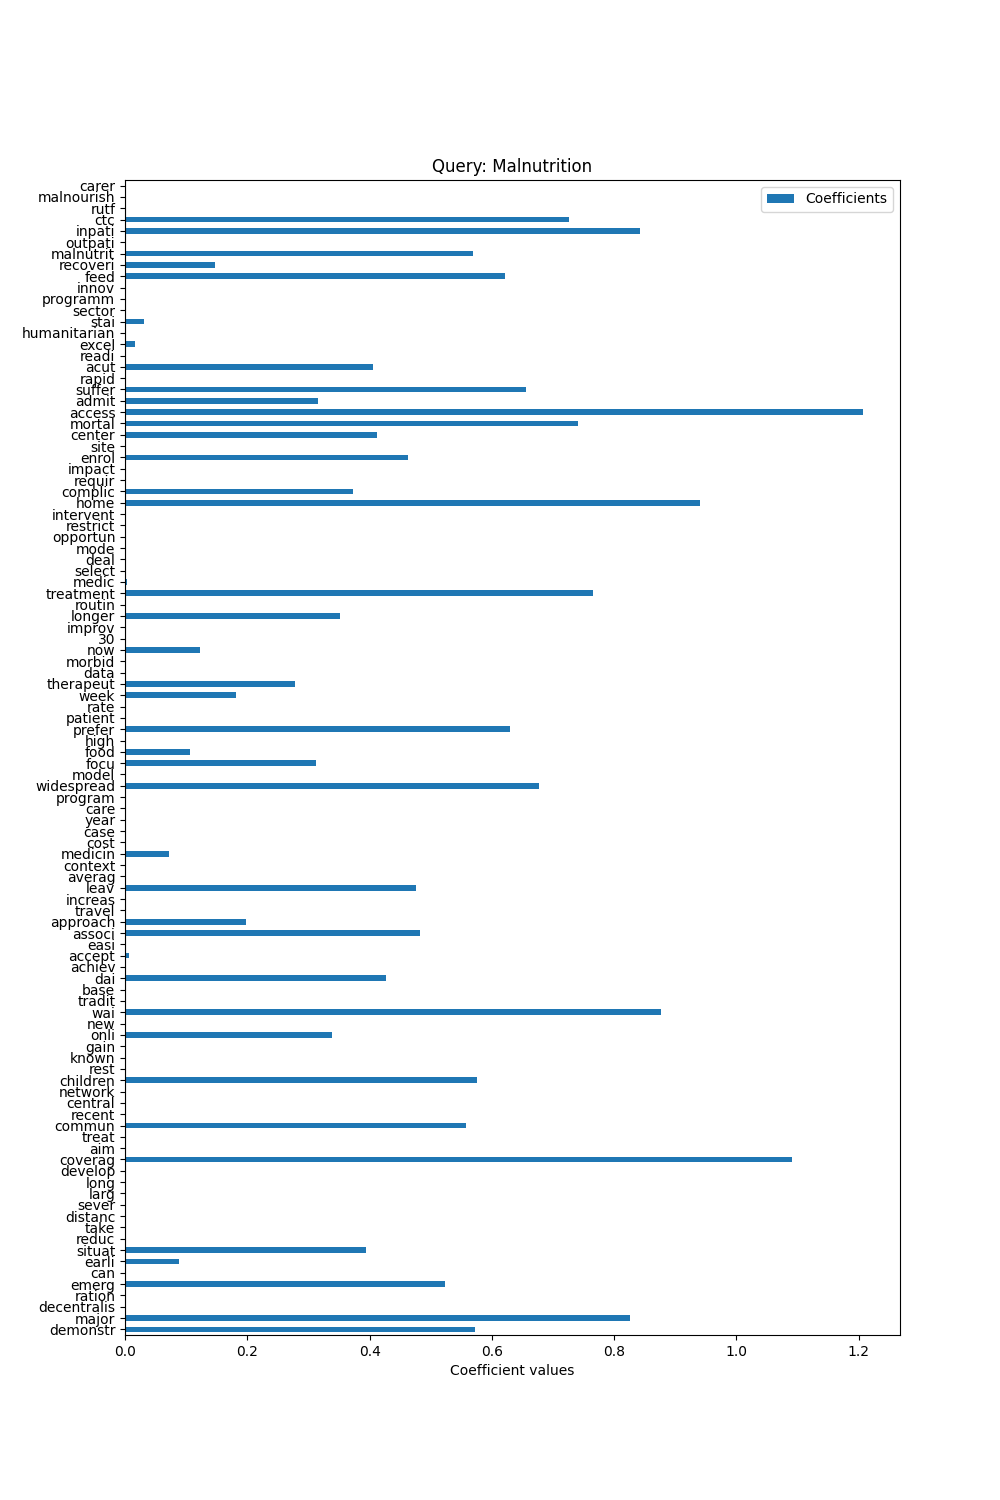 Query: Malnutrition
Coefficients
carer
malnourish
rutf
ctc
inpati
outpati
malnutrit
recoveri
feed
innov
programm
sector
stai
humanitarian
excel
readi
acut
rapid
suffer
admit
access
mortal
center
site
enrol
impact
requir
complic
home
intervent
restrict
opportun
mode
deal
select
medic
treatment
routin
longer
improv
30
now
morbid
data
therapeut
week
rate
patient
prefer
high
food
focu
model
widespread
program
care
year
case
cost
medicin
context
averag
leav
increas
travel
approach
associ
easi
accept
achiev
dai
base
tradit
wai
new
onli
gain
known
rest
children
network
central
recent
commun
treat
aim
coverag
develop
long
larg
sever
distanc
take
reduc
situat
earli
can
emerg
ration
decentralis
major
demonstr
0.0 0.2 0.4 0.6 0.8 1.0 1.2
Coefficient values